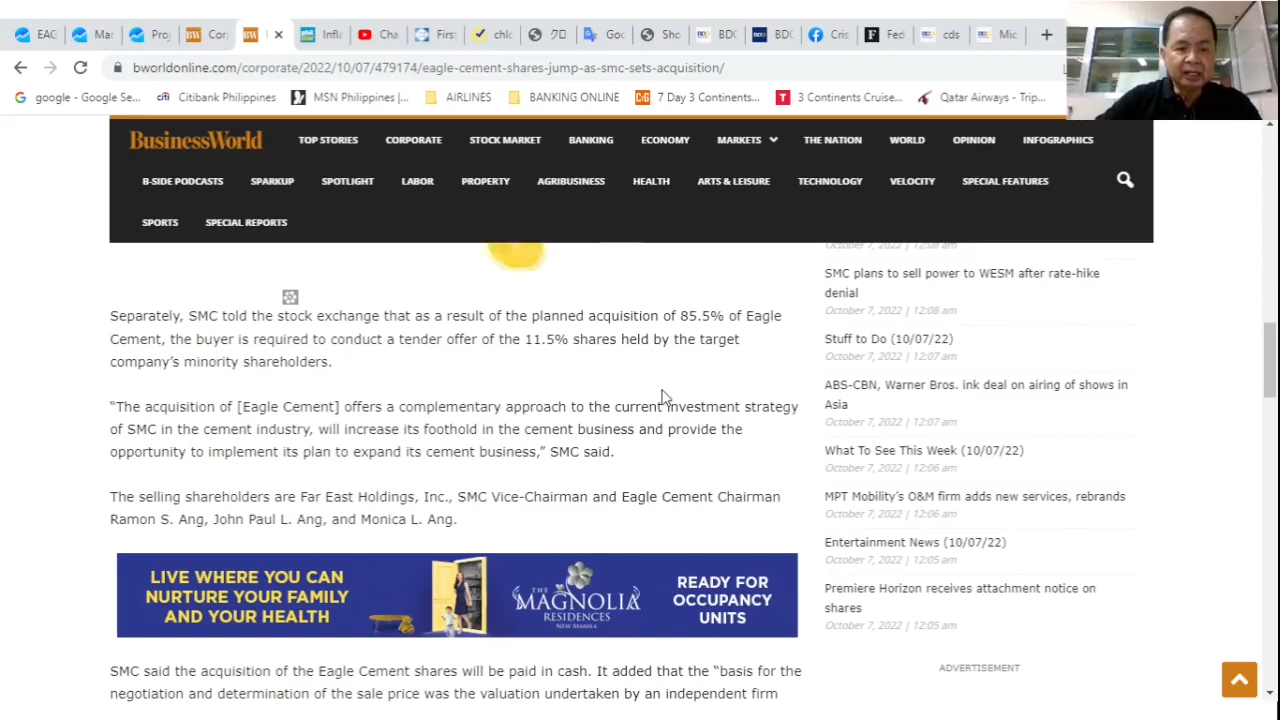 EAG
Mar
Proj
Cor
Infla
Cha
First
chlo
クロ
Goc
Sho
BDC
BDC
Cris
Fed
cds
Mic
bworldonline.com/corporate/2022/10/07/479174/eagle-cement-shares-jump-as-smc-sets-acquisition/
google - Google Se...
Citibank Philippines
MSN Philippines |...
AIRLINES
BANKING ONLINE
7 Day 3 Continents...
3 Continents Cruise...
Qatar Airways - Trip...
BusinessWorld
TOP STORIES CORPORATE STOCK MARKET BANKING ECONOMY MARKETS THE NATION WORLD OPINION INFOGRAPHICS
B-SIDE PODCASTS SPARKUP SPOTLIGHT LABOR PROPERTY AGRIBUSINESS HEALTH ARTS & LEISURE TECHNOLOGY VELOCITY SPECIAL FEATURES
SPORTS SPECIAL REPORTS
Separately, SMC told the stock exchange that as a result of the planned acquisition of 85.5% of Eagle
Cement, the buyer is required to conduct a tender offer of the 11.5% shares held by the target
company's minority shareholders.
“The acquisition of [Eagle Cement] offers a complementary approach to the current investment strategy
of SMC in the cement industry, will increase its foothold in the cement business and provide the
opportunity to implement its plan to expand its cement business,” SMC said.
The selling shareholders are Far East Holdings, Inc., SMC Vice-Chairman and Eagle Cement Chairman
Ramon S. Ang, John Paul L. Ang, and Monica L. Ang.
LIVE WHERE YOU CAN
NURTURE YOUR FAMILY
AND YOUR HEALTH
THE
MAGNOLIA
RESIDENCES
NEW MANILA
READY FOR
OCCUPANCY
UNITS
SMC said the acquisition of the Eagle Cement shares will be paid in cash. It added that the “basis for the
negotiation and determination of the sale price was the valuation undertaken by an independent firm
October 7, 2022 | 12:08 am
SMC plans to sell power to WESM after rate-hike
denial
October 7, 2022 | 12:08 am
Stuff to Do (10/07/22)
October 7, 2022 | 12:07 am
ABS-CBN, Warner Bros. ink deal on airing of shows in
Asia
October 7, 2022 | 12:07 am
What To See This Week (10/07/22)
October 7, 2022 | 12:06 am
MPT Mobility's O&M firm adds new services, rebrands
October 7, 2022 | 12:06 am
Entertainment News (10/07/22)
October 7, 2022 | 12:05 am
Premiere Horizon receives attachment notice on
shares
October 7, 2022 | 12:05 am
ADVERTISEMENT